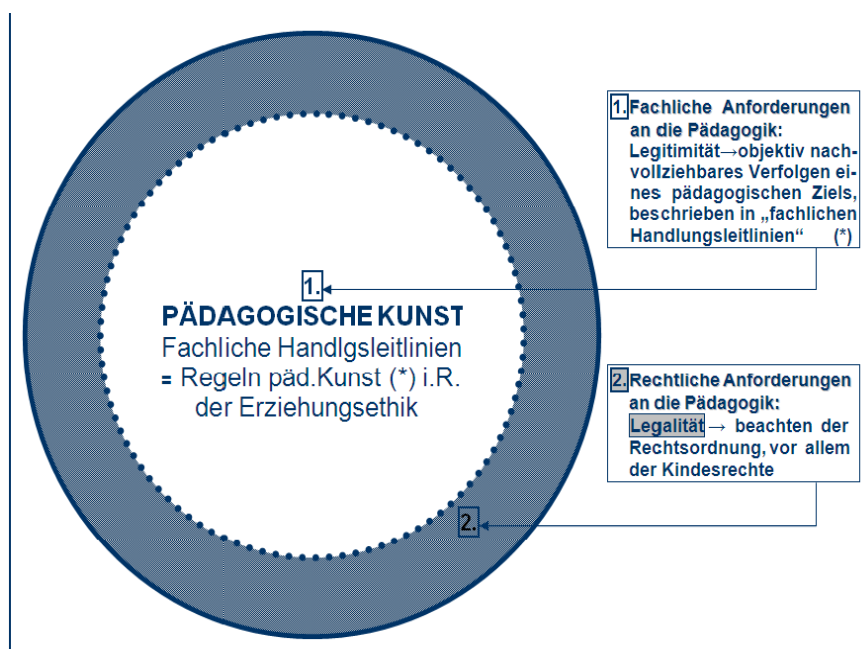 1. Fachliche Anforderungen
an die Pädagogik:
Legitimität→objektiv nach-
vollziehbares Verfolgen ei-
nes pädagogischen Ziels,
beschrieben in „fachlichen
Handlungsleitlinien“ (*)
1.
PÄDAGOGISCHE KUNST
Fachliche Handlgsleitlinien
= Regeln päd.Kunst (*) i.R.
der Erziehungsethik
2. Rechtliche Anforderungen
an die Pädagogik:
Legalität → beachten der
Rechtsordnung, vor allem
der Kindesrechte
2.